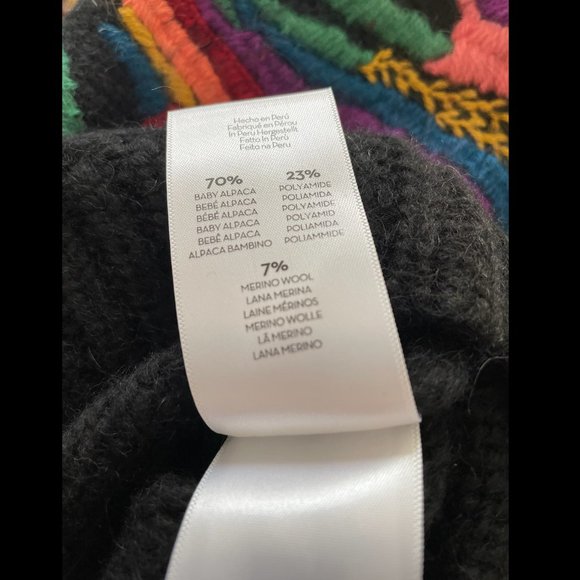 Hecho en Perú
Fabriqué en Pérou
In Peru Hergestellt
Fatto in Perù
Feito na Peru
70%
BABY ALPACA
BEBÉ ALPACA
BÉBÉ ALPACA
BABY ALPACA
BEBÊ ALPACA
ALPACA BAMBINO
23%
POLYAMIDE
POLIAMIDA
POLYAMIDE
POLYAMID
POLIAMIDA
POLIAMMIDE
7%
MERINO WOOL
LANA MERINA
LAINE MÉRINOS
MERINO WOLLE
LÃ MERINO
LANA MERINO